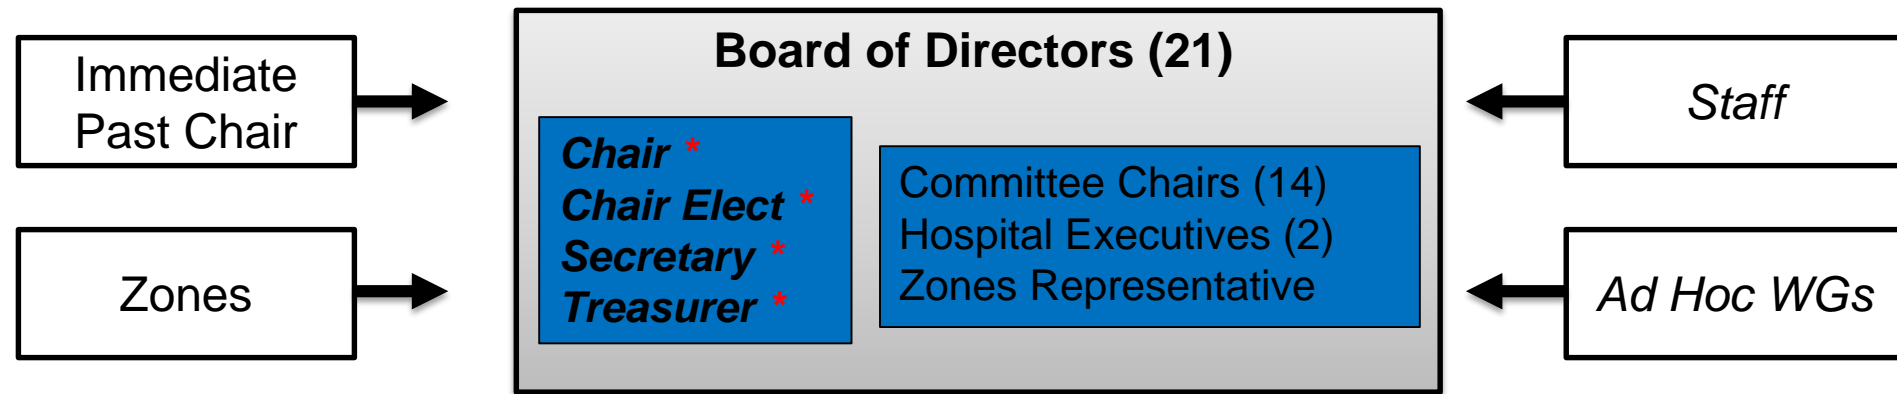 Immediate
Past Chair
Zones
Board of Directors (21)
Chair *
Chair Elect *
Secretary *
Treasurer *
Committee Chairs (14)
Hospital Executives (2)
Zones Representative
Staff
Ad Hoc WGs